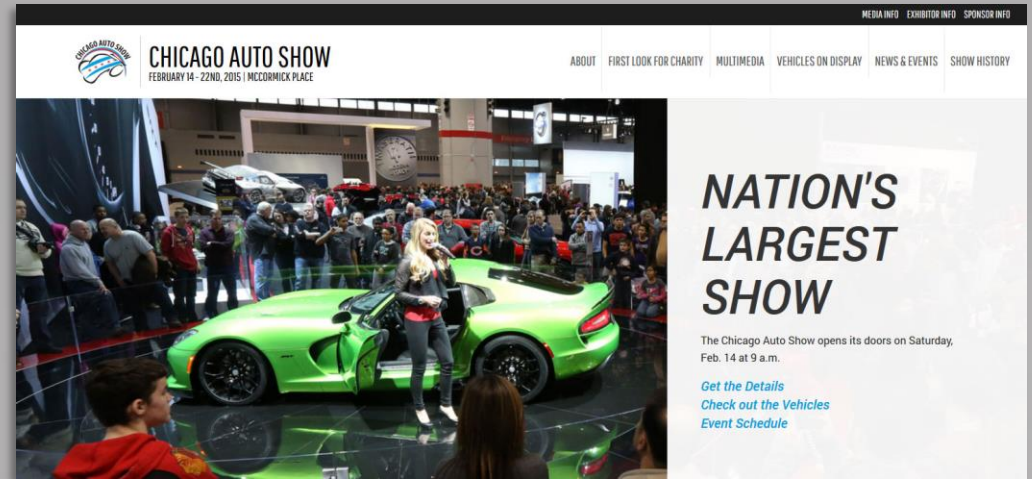 MEDIA INFO EXHIBITOR INFO SPONSOR INFO
CHICAGO AUTO SHOW
CHICAGO AUTO SHOW
FEBRUARY 14 - 22ND, 2015 | MCCORMICK PLACE
ABOUT FIRST LOOK FOR CHARITY MULTIMEDIA VEHICLES ON DISPLAY NEWS & EVENTS SHOW HISTORY
NATION'S
LARGEST
SHOW
The Chicago Auto Show opens its doors on Saturday,
Feb. 14 at 9 a.m.
Get the Details
Check out the Vehicles
Event Schedule